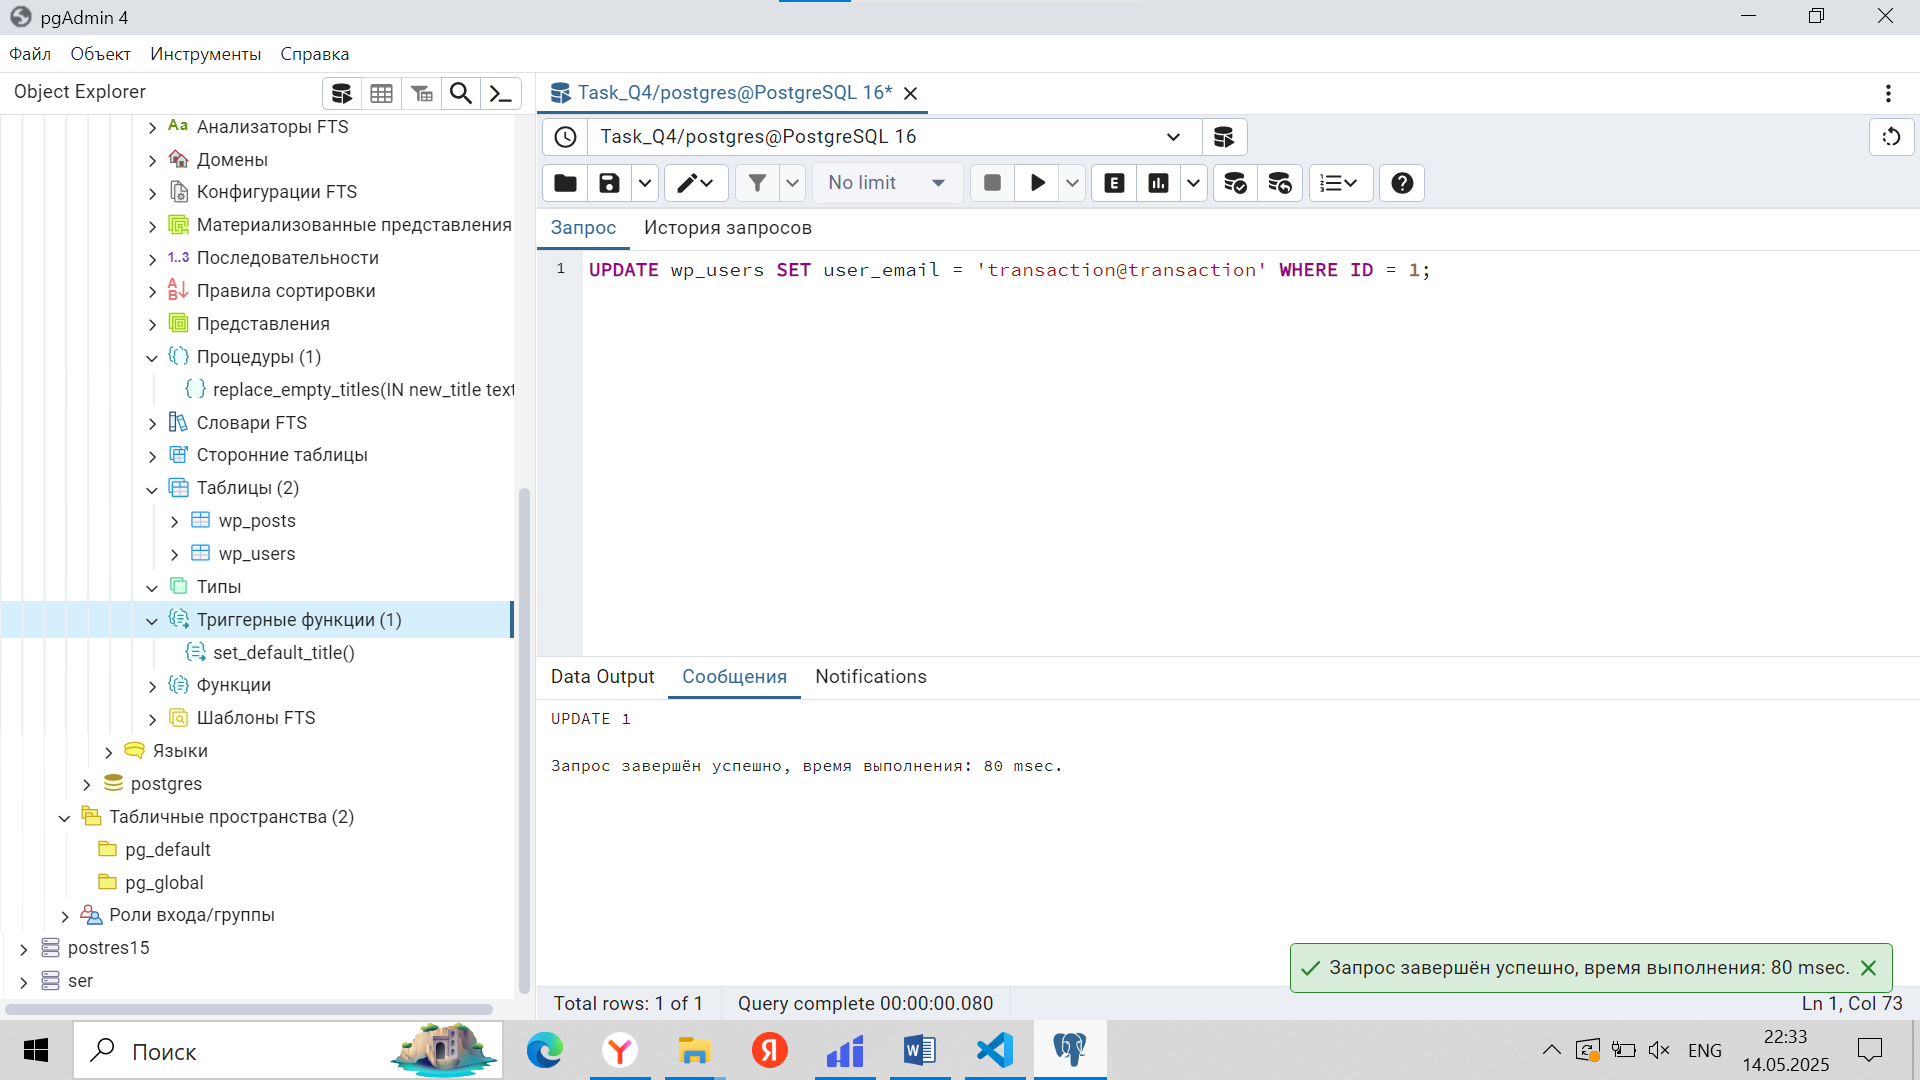 pgAdmin 4
Файл Объект Инструменты Справка
Object Explorer
Анализаторы FTS
Домены
Конфигурации FTS
Материализованные представления
1..3 Последовательности
Правила сортировки
Представления
Процедуры (1)
replace_empty_titles(IN new_title text
Словари FTS
Сторонние таблицы
Таблицы (2)
wp_posts
wp_users
Типы
Триггерные функции (1)
set_default_title()
Функции
Шаблоны FTS
Языки
postgres
Табличные пространства (2)
pg_default
pg_global
Роли входа/группы
postres15
ser
Task_Q4/postgres@PostgreSQL 16*
Task_Q4/postgres@PostgreSQL 16
No limit
Запрос История запросов
1 UPDATE wp_users SET user_email = 'transaction@transaction' WHERE ID = 1;
Data Output Сообщения Notifications
UPDATE 1
Запрос завершён успешно, время выполнения: 80 msec.
Запрос завершён успешно, время выполнения: 80 msec.
Total rows: 1 of 1 Query complete 00:00:00.080 Ln 1, Col 73
Поиск
ENG
22:33
14.05.2025